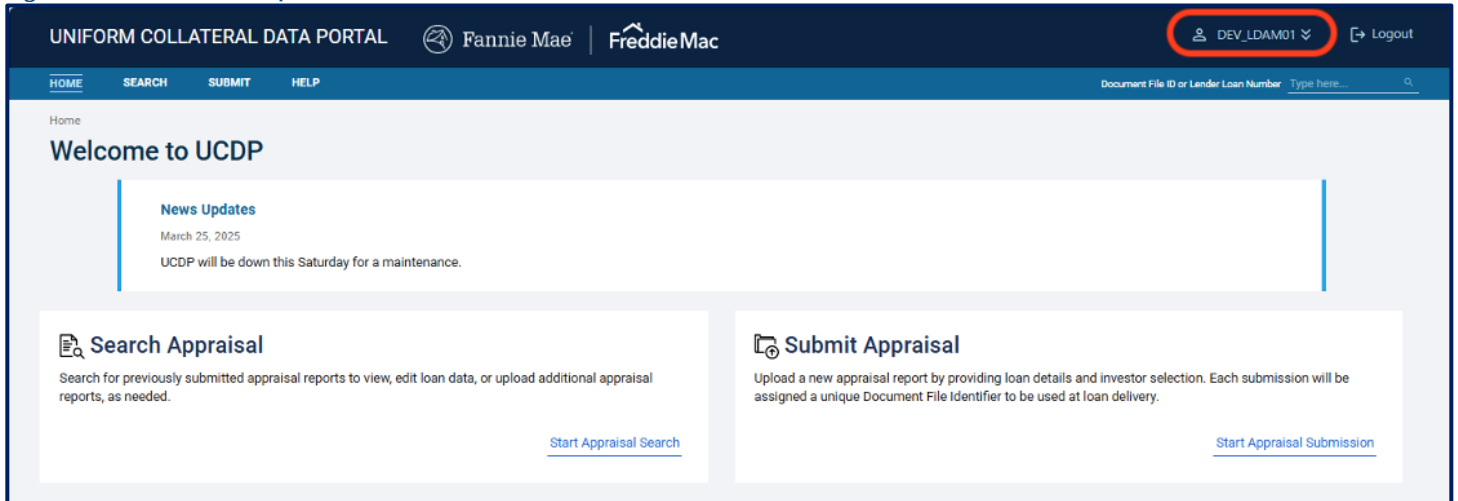 UNIFORM COLLATERAL DATA PORTAL Fannie Mae Freddie Mac DEV_LDAM01 Logout
HOME SEARCH SUBMIT HELP Document File ID or Lender Loan Number Type here...
Home
Welcome to UCDP
News Updates
March 25, 2025
UCDP will be down this Saturday for a maintenance.
Search Appraisal
Search for previously submitted appraisal reports to view, edit loan data, or upload additional appraisal
reports, as needed.
Start Appraisal Search
Submit Appraisal
Upload a new appraisal report by providing loan details and investor selection. Each submission will be
assigned a unique Document File Identifier to be used at loan delivery.
Start Appraisal Submission